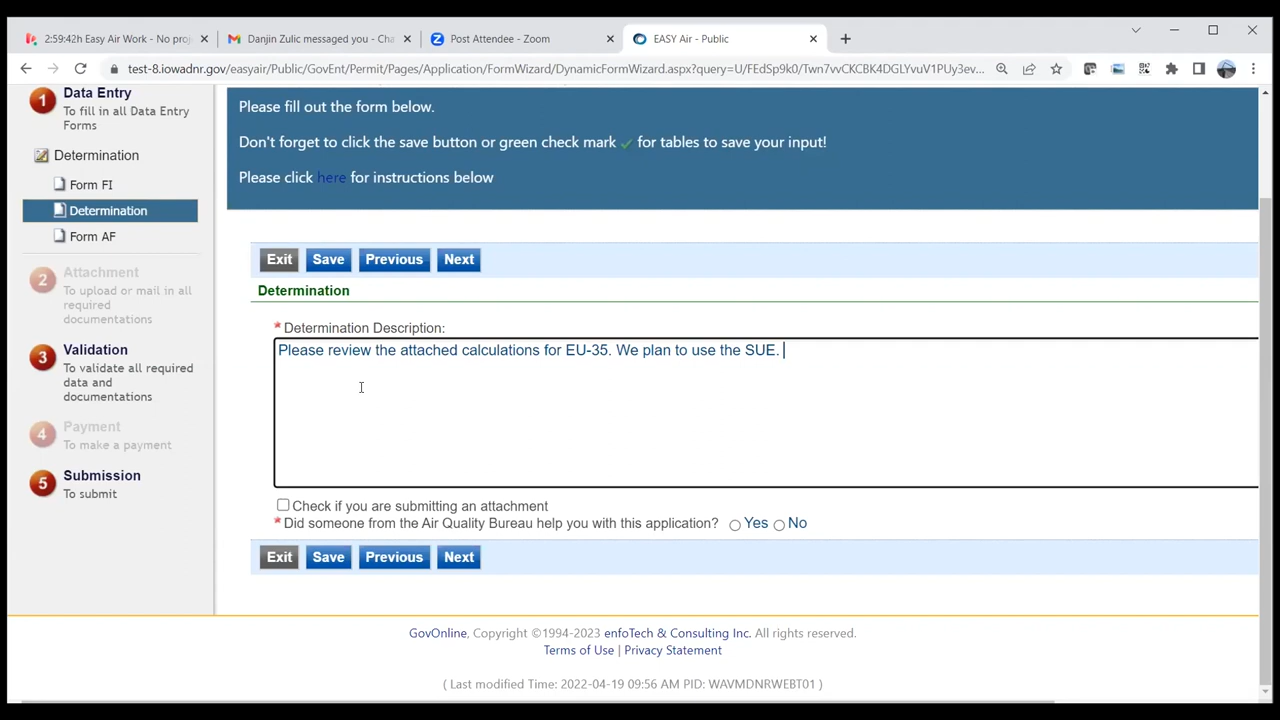 2:59:42h Easy Air Work - No proj
Danjin Zulic messaged you - Cha
Post Attendee - Zoom
EASY Air - Public
test-8.iowadnr.gov/easyair/Public/GovEnt/Permit/Pages/Application/FormWizard/DynamicFormWizard.aspx?query=U/FEdSp9k0/Twn7vvCKCBK4DGLYvuV1PUy3ev...
1 Data Entry
To fill in all Data Entry
Forms
Determination
Form FI
Determination
Form AF
2 Attachment
To upload or mail in all
required
documentations
3 Validation
To validate all required
data and
documentations
4 Payment
To make a payment
5 Submission
To submit
Please fill out the form below.
Don't forget to click the save button or green check mark ✓ for tables to save your input!
Please click here for instructions below
Exit Save Previous Next
Determination
* Determination Description:
Please review the attached calculations for EU-35. We plan to use the SUE.
Check if you are submitting an attachment
* Did someone from the Air Quality Bureau help you with this application? Yes No
Exit Save Previous Next
GovOnline, Copyright ©1994-2023 enfoTech & Consulting Inc. All rights reserved.
Terms of Use | Privacy Statement
( Last modified Time: 2022-04-19 09:56 AM PID: WAVMDNRWEBT01 )